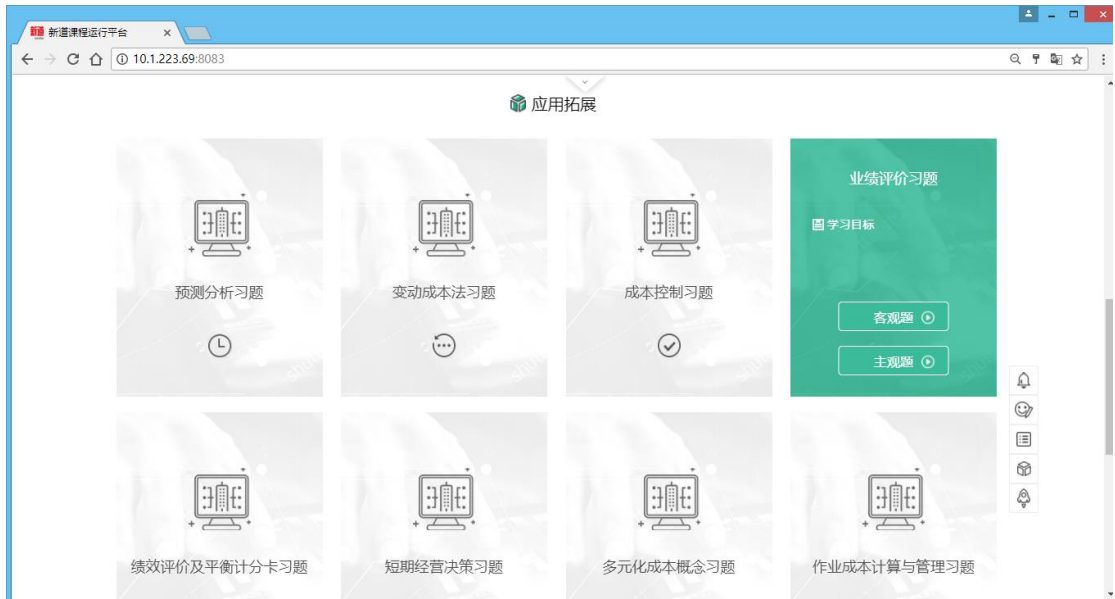 新道 新道课程运行平台
10.1.223.69:8083
应用拓展
业绩评价习题
学习目标
预测分析习题
变动成本法习题
成本控制习题
客观题
主观题
绩效评价及平衡计分卡习题
短期经营决策习题
多元化成本概念习题
作业成本计算与管理习题